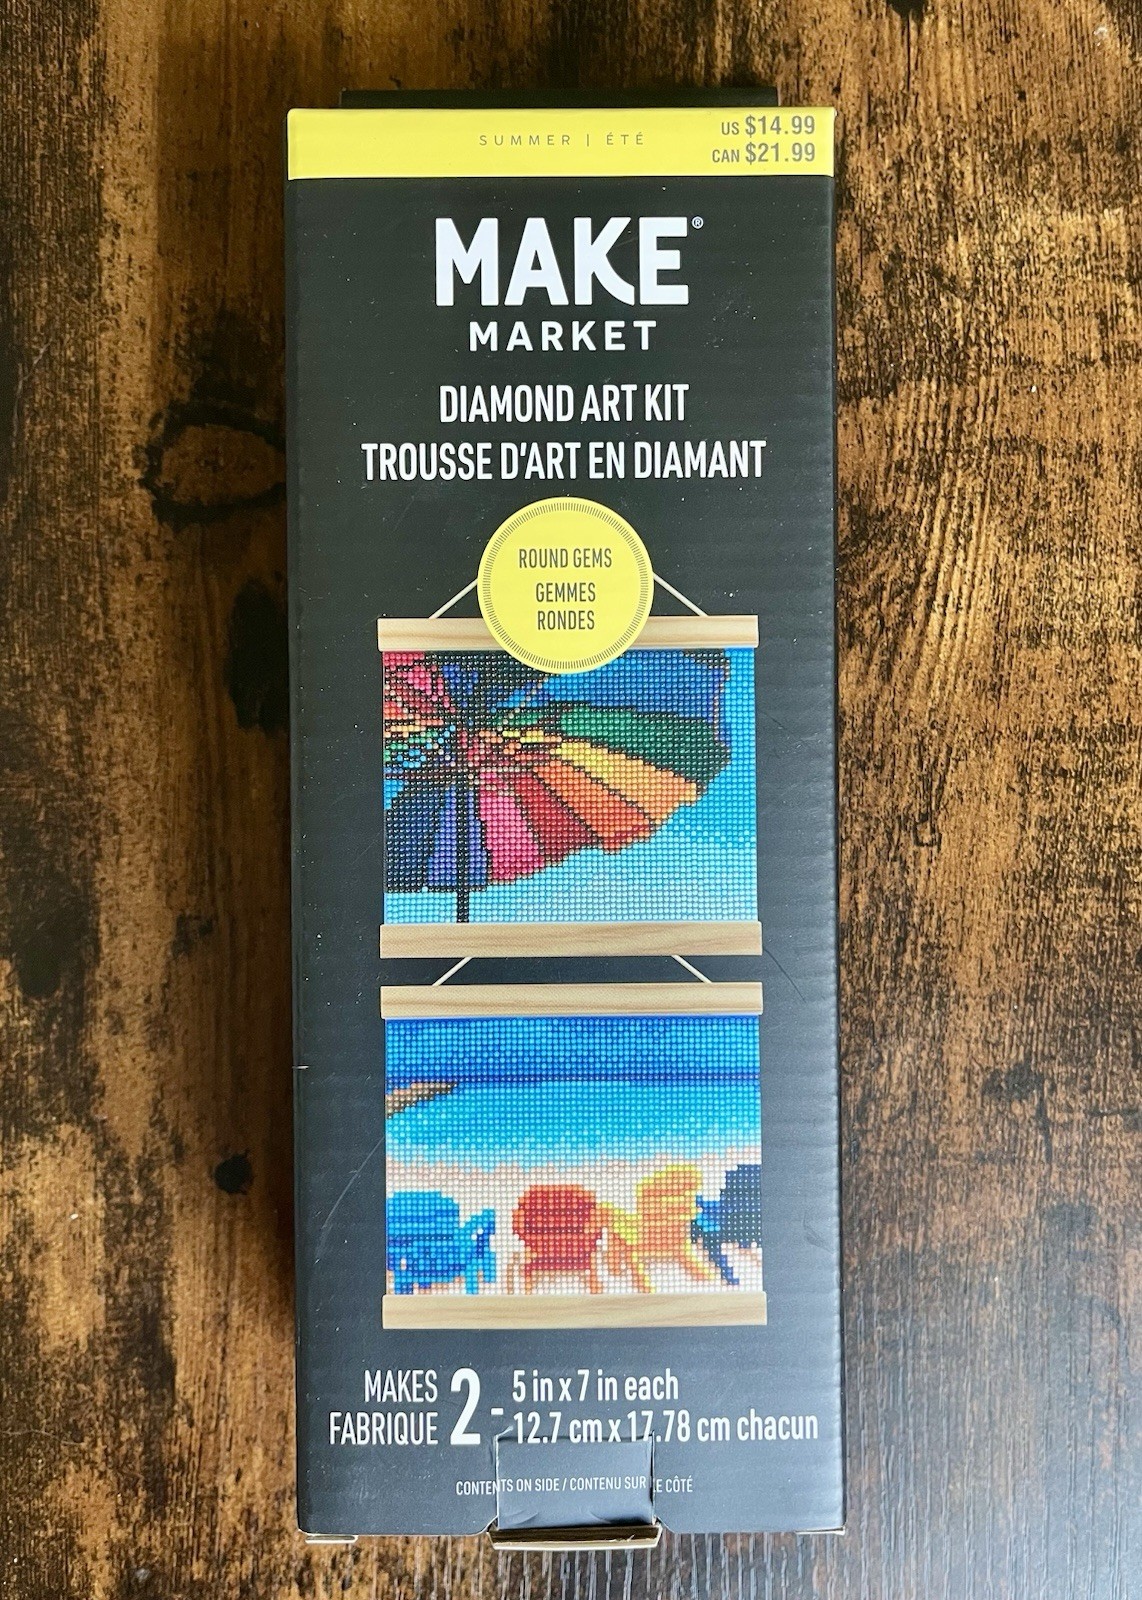 SUMMER | ÉTÉ
US $14.99
CAN $21.99
MAKE®
MARKET
DIAMOND ART KIT
TROUSSE D'ART EN DIAMANT
ROUND GEMS
GEMMES
RONDES
MAKES
FABRIQUE
2 -
5 in x 7 in each
12.7 cm x 17.78 cm chacun
CONTENTS ON SIDE / CONTENU SUR LE CÔTÉ